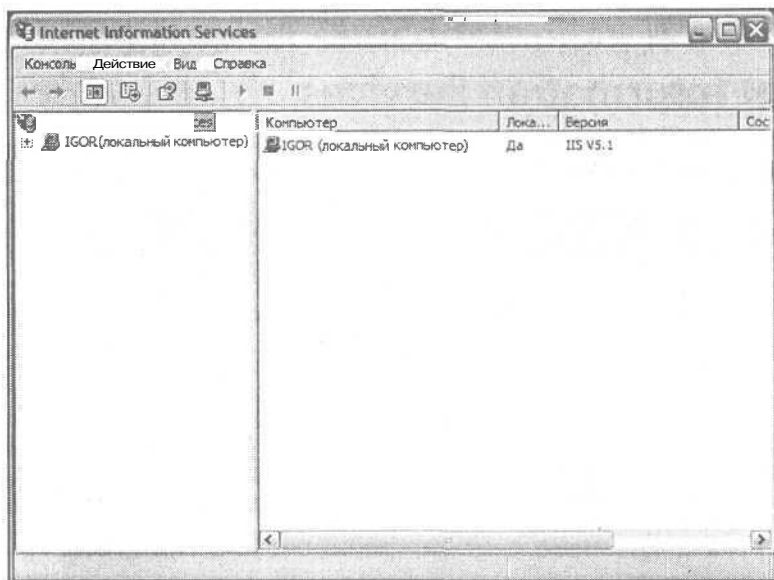 Internet Information Services
Консоль Действие Вид Справка
Компьютер Лока... Версия Сос
IGOR(локальный компьютер)
IGOR (локальный компьютер) Да IIS V5.1